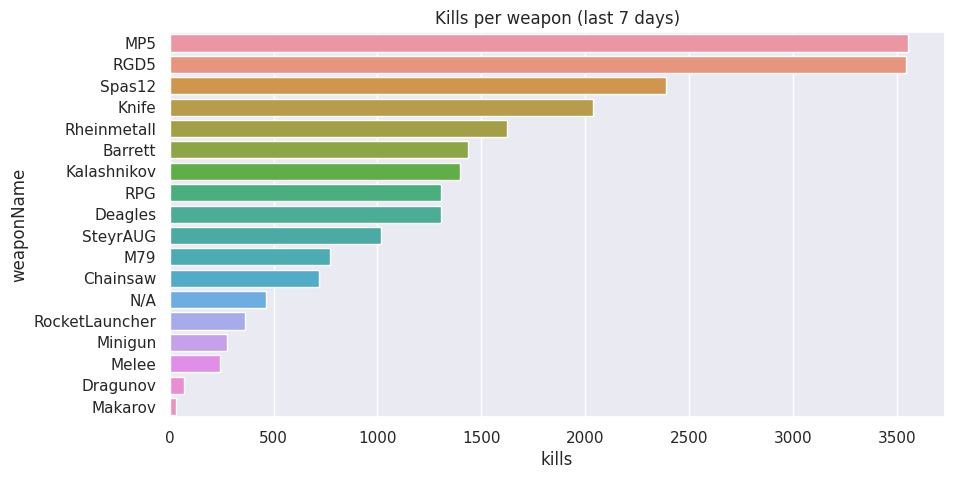 Kills per weapon (last 7 days)
weaponName
MP5
RGD5
Spas12
Knife
Rheinmetall
Barrett
Kalashnikov
RPG
Deagles
SteyrAUG
M79
Chainsaw
N/A
RocketLauncher
Minigun
Melee
Dragunov
Makarov
0 500 1000 1500 2000 2500 3000 3500
kills